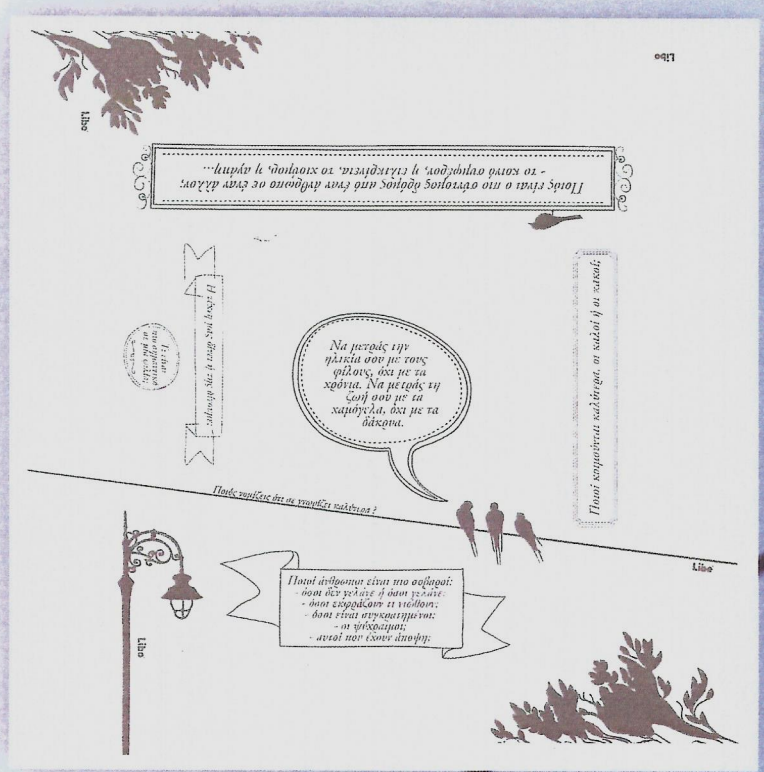 Libo
Libo
Ποιός είναι ο πιο σύντομος δρόμος από έναν άνθρωπο σε έναν άλλον;
- το κοινό συμφέρον, η ειλικρίνεια, το χιούμορ, η αγάπη...
Η τύχη μάς
Ποιοί κοιμούνται καλύτερα, οι καλοί ή οι κακοί;
Να μετράς την
ηλικία σου με τους
φίλους, όχι με τα
χρόνια. Να μετράς τη
ζωή σου με τα
χαμόγελα, όχι με τα
δάκρυα.
Ποιός νομίζεις ότι σε γνωρίζει καλύτερα ?
Libo
Ποιοί άνθρωποι είναι πιο σοβαροί:
- όσοι δεν γελάνε ή όσοι γελάνε;
- όσοι εκφράζουν τι νιώθουν;
- όσοι είναι συγκρατημένοι;
- οι ψύχραιμοι;
- αυτοί που έχουν άποψη;
Libo